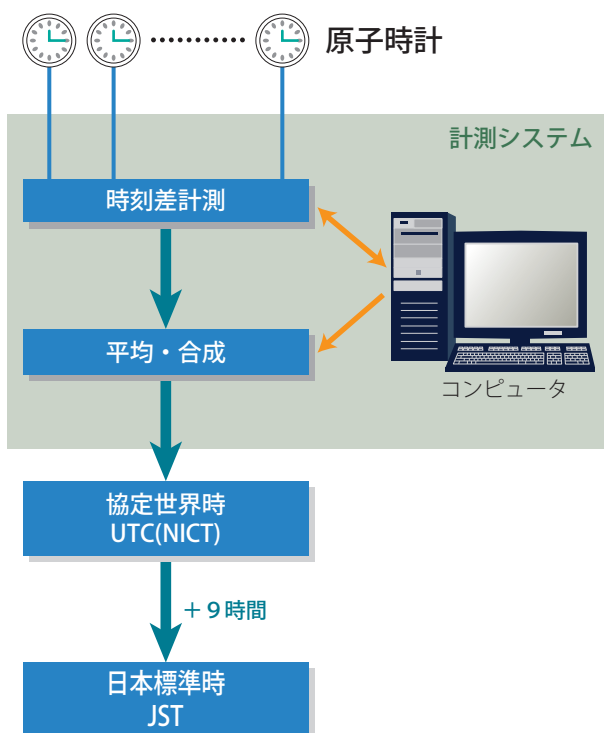 原子時計
計測システム
時刻差計測
平均・合成
コンピュータ
協定世界時
UTC(NICT)
＋９時間
日本標準時
JST